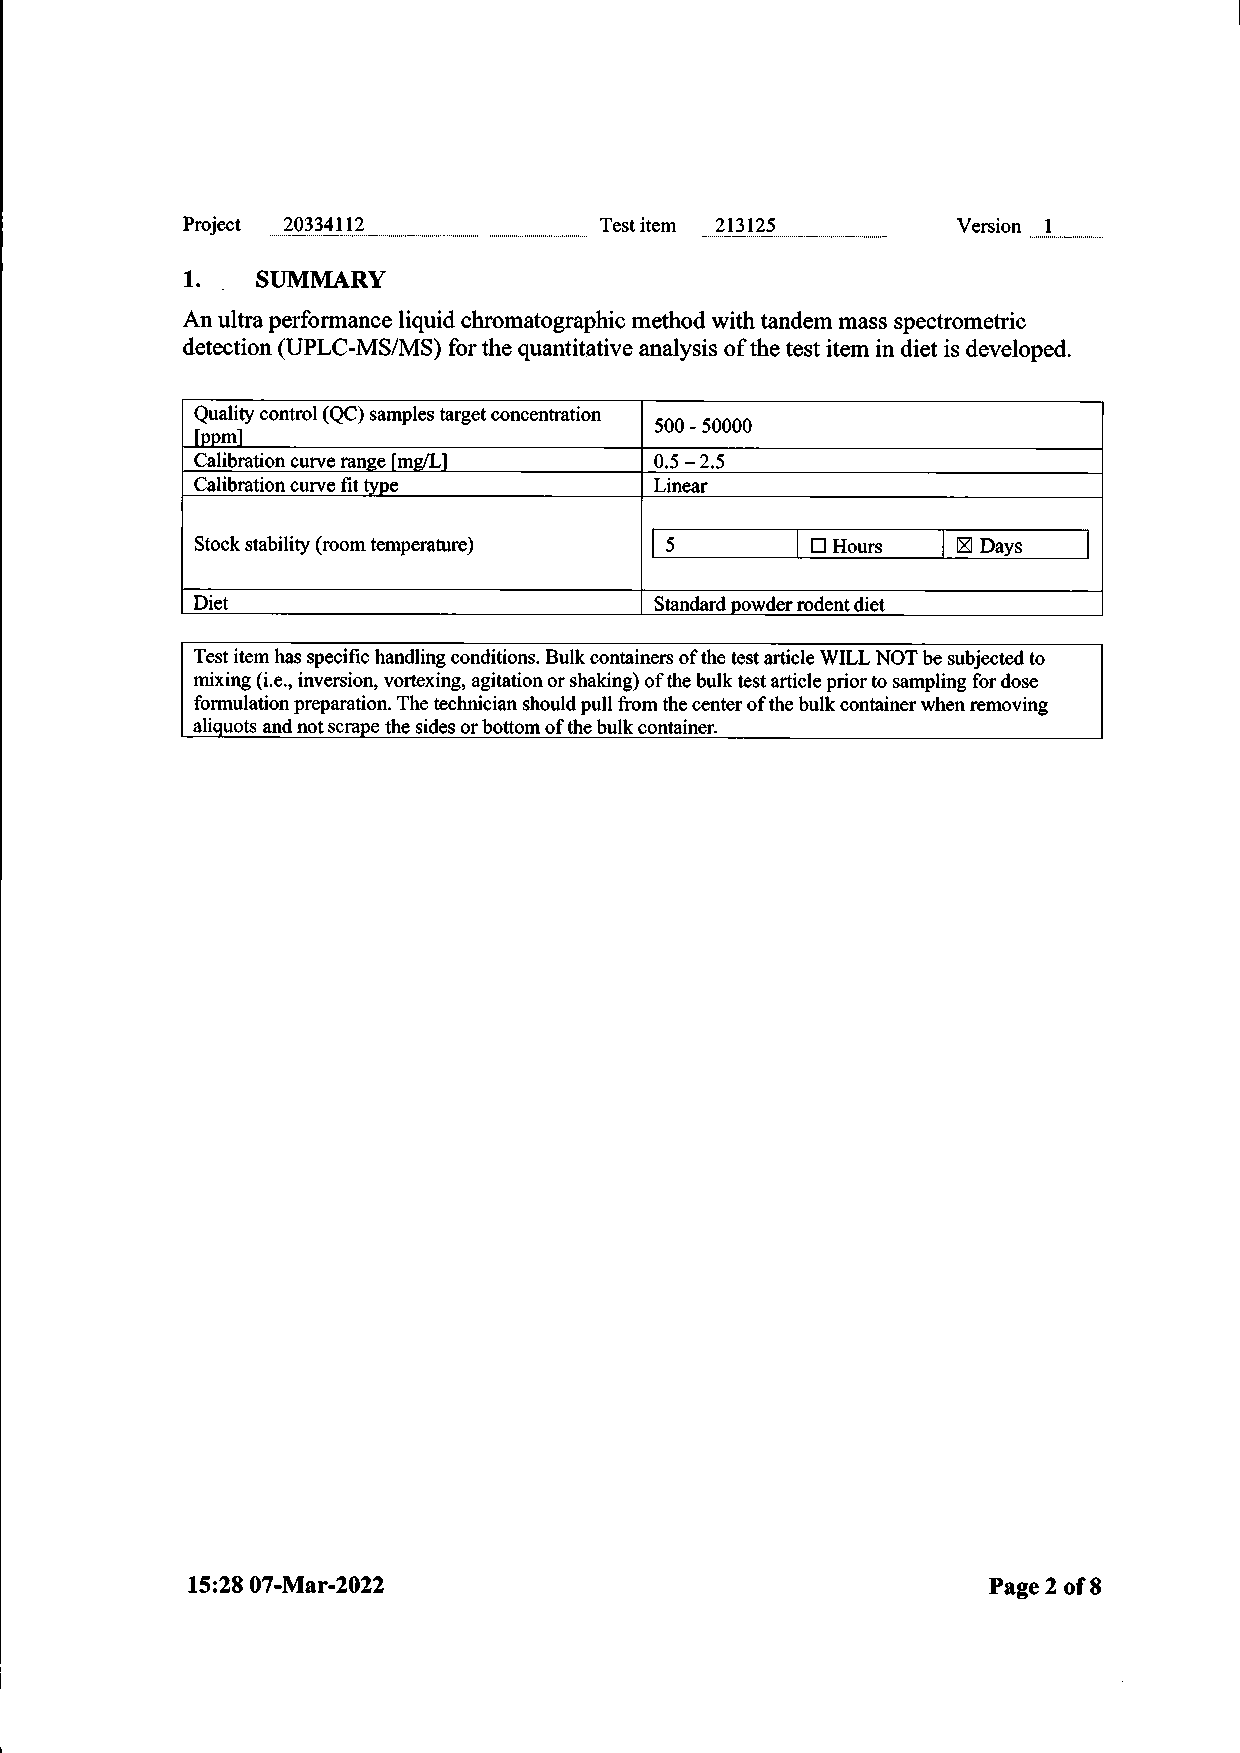 Project 20334112 Test item 213125 Version 1
1. SUMMARY
An ultra performance liquid chromatographic method with tandem mass spectrometric
detection (UPLC-MS/MS) for the quantitative analysis of the test item in diet is developed.
Quality control (QC) samples target concentration
[ppm]
500 - 50000
Calibration curve range [mg/L] 0.5 – 2.5
Calibration curve fit type Linear
Stock stability (room temperature) 5 ☐ Hours ☒ Days
Diet Standard powder rodent diet
Test item has specific handling conditions. Bulk containers of the test article WILL NOT be subjected to
mixing (i.e., inversion, vortexing, agitation or shaking) of the bulk test article prior to sampling for dose
formulation preparation. The technician should pull from the center of the bulk container when removing
aliquots and not scrape the sides or bottom of the bulk container.
15:28 07-Mar-2022 Page 2 of 8